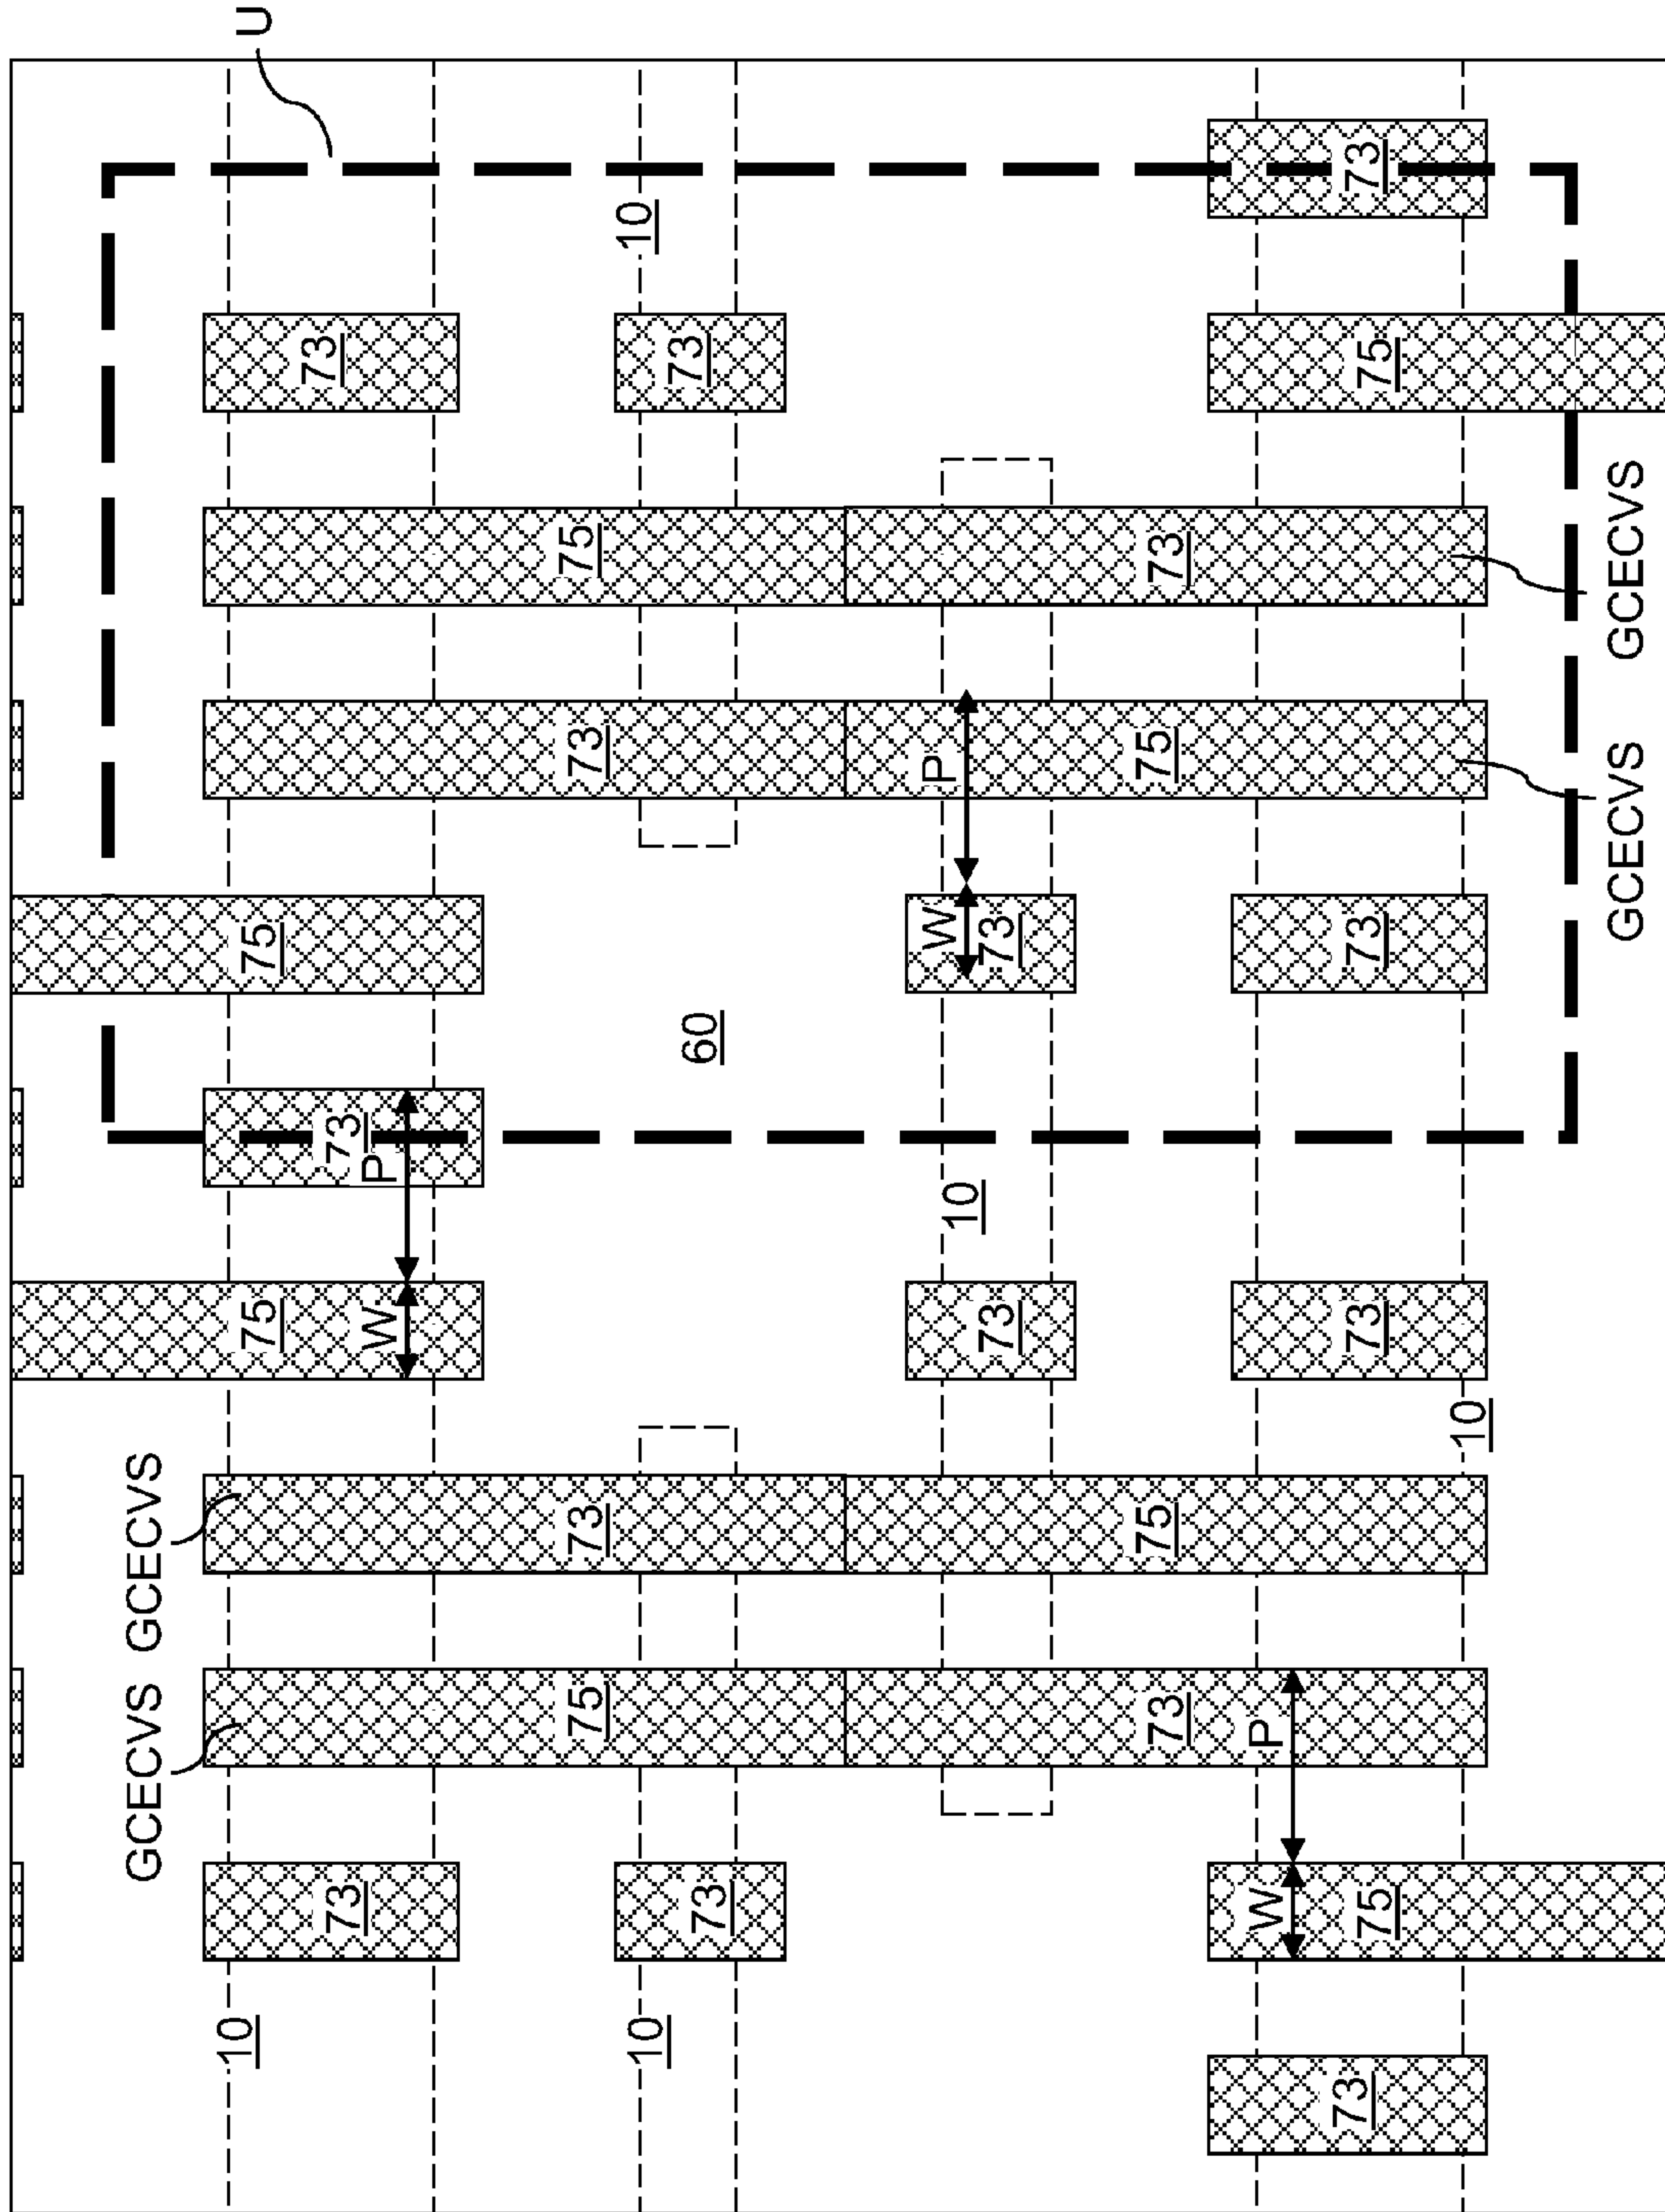 GCECVS GCECVS
U
10 75 75
73 73 73
W P
75 73 73 75
10 10
73 60 73
W P
10
73 73
73 75 75 73
W P
73 75 73 73 75 73
10
GCECVS GCECVS